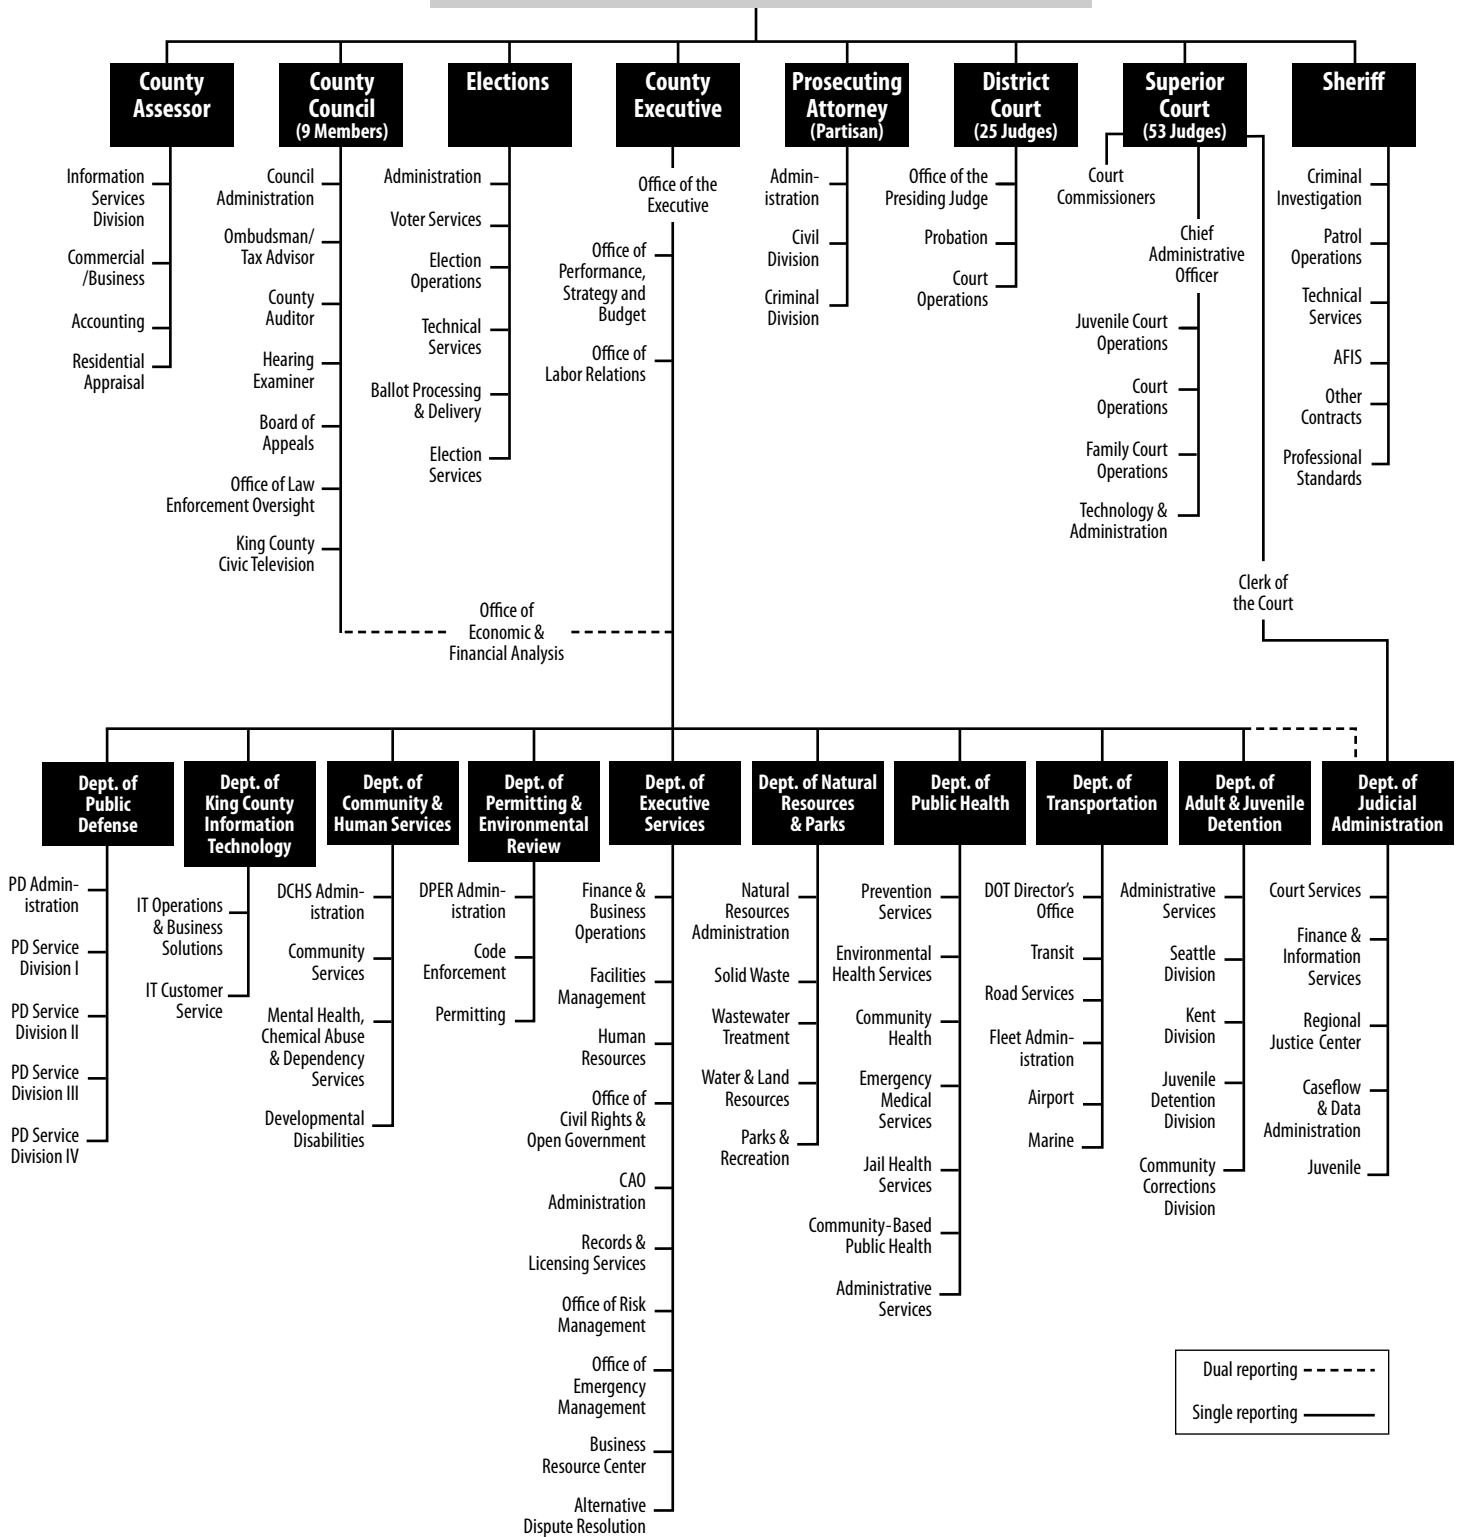 County
Assessor
County
Council
(9 Members)
Elections
County
Executive
Prosecuting
Attorney
(Partisan)
District
Court
(25 Judges)
Superior
Court
(53 Judges)
Sheriff
Information
Services
Division
Commercial
/Business
Accounting
Residential
Appraisal
Council
Administration
Ombudsman/
Tax Advisor
County
Auditor
Hearing
Examiner
Board of
Appeals
Office of Law
Enforcement Oversight
King County
Civic Television
Administration
Voter Services
Election
Operations
Technical
Services
Ballot Processing
& Delivery
Election
Services
Office of the
Executive
Office of
Performance,
Strategy and
Budget
Office of
Labor Relations
Admin-
istration
Civil
Division
Criminal
Division
Office of the
Presiding Judge
Probation
Court
Operations
Court
Commissioners
Chief
Administrative
Officer
Juvenile Court
Operations
Court
Operations
Family Court
Operations
Technology &
Administration
Clerk of
the Court
Criminal
Investigation
Patrol
Operations
Technical
Services
AFIS
Other
Contracts
Professional
Standards
Office of
Economic &
Financial Analysis
Dept. of
Public
Defense
Dept. of
King County
Information
Technology
Dept. of
Community &
Human Services
Dept. of
Permitting &
Environmental
Review
Dept. of
Executive
Services
Dept. of Natural
Resources
& Parks
Dept. of
Public Health
Dept. of
Transportation
Dept. of
Adult & Juvenile
Detention
Dept. of
Judicial
Administration
PD Admin-
istration
PD Service
Division I
PD Service
Division II
PD Service
Division III
PD Service
Division IV
IT Operations
& Business
Solutions
IT Customer
Service
DCHS Admin-
istration
Community
Services
Mental Health,
Chemical Abuse
& Dependency
Services
Developmental
Disabilities
DPER Admin-
istration
Code
Enforcement
Permitting
Finance &
Business
Operations
Facilities
Management
Human
Resources
Office of
Civil Rights &
Open Government
CAO
Administration
Records &
Licensing Services
Office of Risk
Management
Office of
Emergency
Management
Business
Resource Center
Alternative
Dispute Resolution
Natural
Resources
Administration
Solid Waste
Wastewater
Treatment
Water & Land
Resources
Parks &
Recreation
Prevention
Services
Environmental
Health Services
Community
Health
Emergency
Medical
Services
Jail Health
Services
Community-Based
Public Health
Administrative
Services
DOT Director's
Office
Transit
Road Services
Fleet Admin-
istration
Airport
Marine
Administrative
Services
Seattle
Division
Kent
Division
Juvenile
Detention
Division
Community
Corrections
Division
Court Services
Finance &
Information
Services
Regional
Justice Center
Caseflow
& Data
Administration
Juvenile
Dual reporting
Single reporting